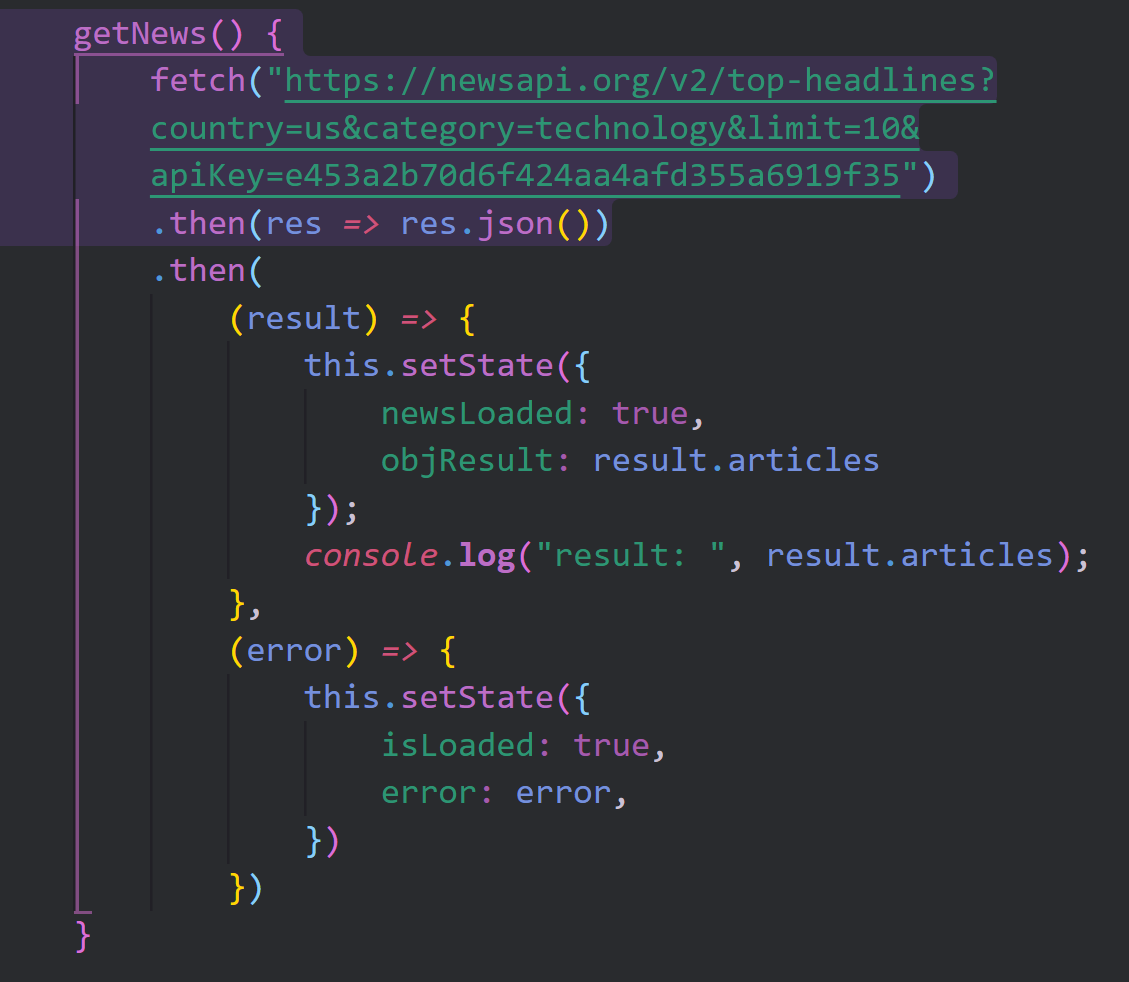 getNews() {
fetch("https://newsapi.org/v2/top-headlines?
country=us&category=technology&limit=10&
apiKey=e453a2b70d6f424aa4afd355a6919f35")
.then(res => res.json())
.then(
(result) => {
this.setState({
newsLoaded: true,
objResult: result.articles
});
console.log("result: ", result.articles);
},
(error) => {
this.setState({
isLoaded: true,
error: error,
})
})
}